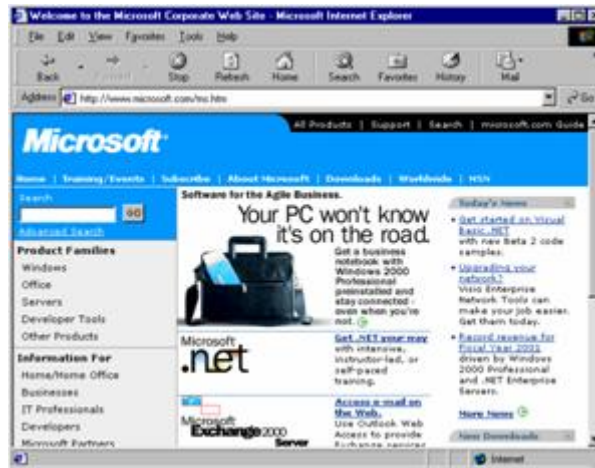 Welcome to the Microsoft Corporate Web Site - Microsoft Internet Explorer
File Edit View Favorites Tools Help
Back Forward Stop Refresh Home Search Favorites History Mail
Address http://www.microsoft.com/ms.htm Go
All Products | Support | Search | microsoft.com Guide
Microsoft
Home | Training/Events | Subscribe | About Microsoft | Downloads | Worldwide | MSN
Search
GO
Advanced Search
Product Families
Windows
Office
Servers
Developer Tools
Other Products
Information For
Home/Home Office
Businesses
IT Professionals
Developers
Microsoft Partners
Software for the Agile Business.
Your PC won't know
it's on the road.
Get a business
notebook with
Windows 2000
Professional
preinstalled and
stay connected -
even when you're
not.
Microsoft
.net
Get .NET your way
with intensive,
instructor-led, or
self-paced
training.
Microsoft
Exchange 2000
Server
Access e-mail on
the Web.
Use Outlook Web
Access to provide
Exchange services
Today's News
Get started on Visual
Basic .NET
with new Beta 2 code
samples.
Upgrading your
network?
Visio Enterprise
Network Tools can
make your job easier.
Get them today.
Record revenue for
Fiscal Year 2001
driven by Windows
2000 Professional
and .NET Enterprise
Servers.
More News
New Downloads
Internet